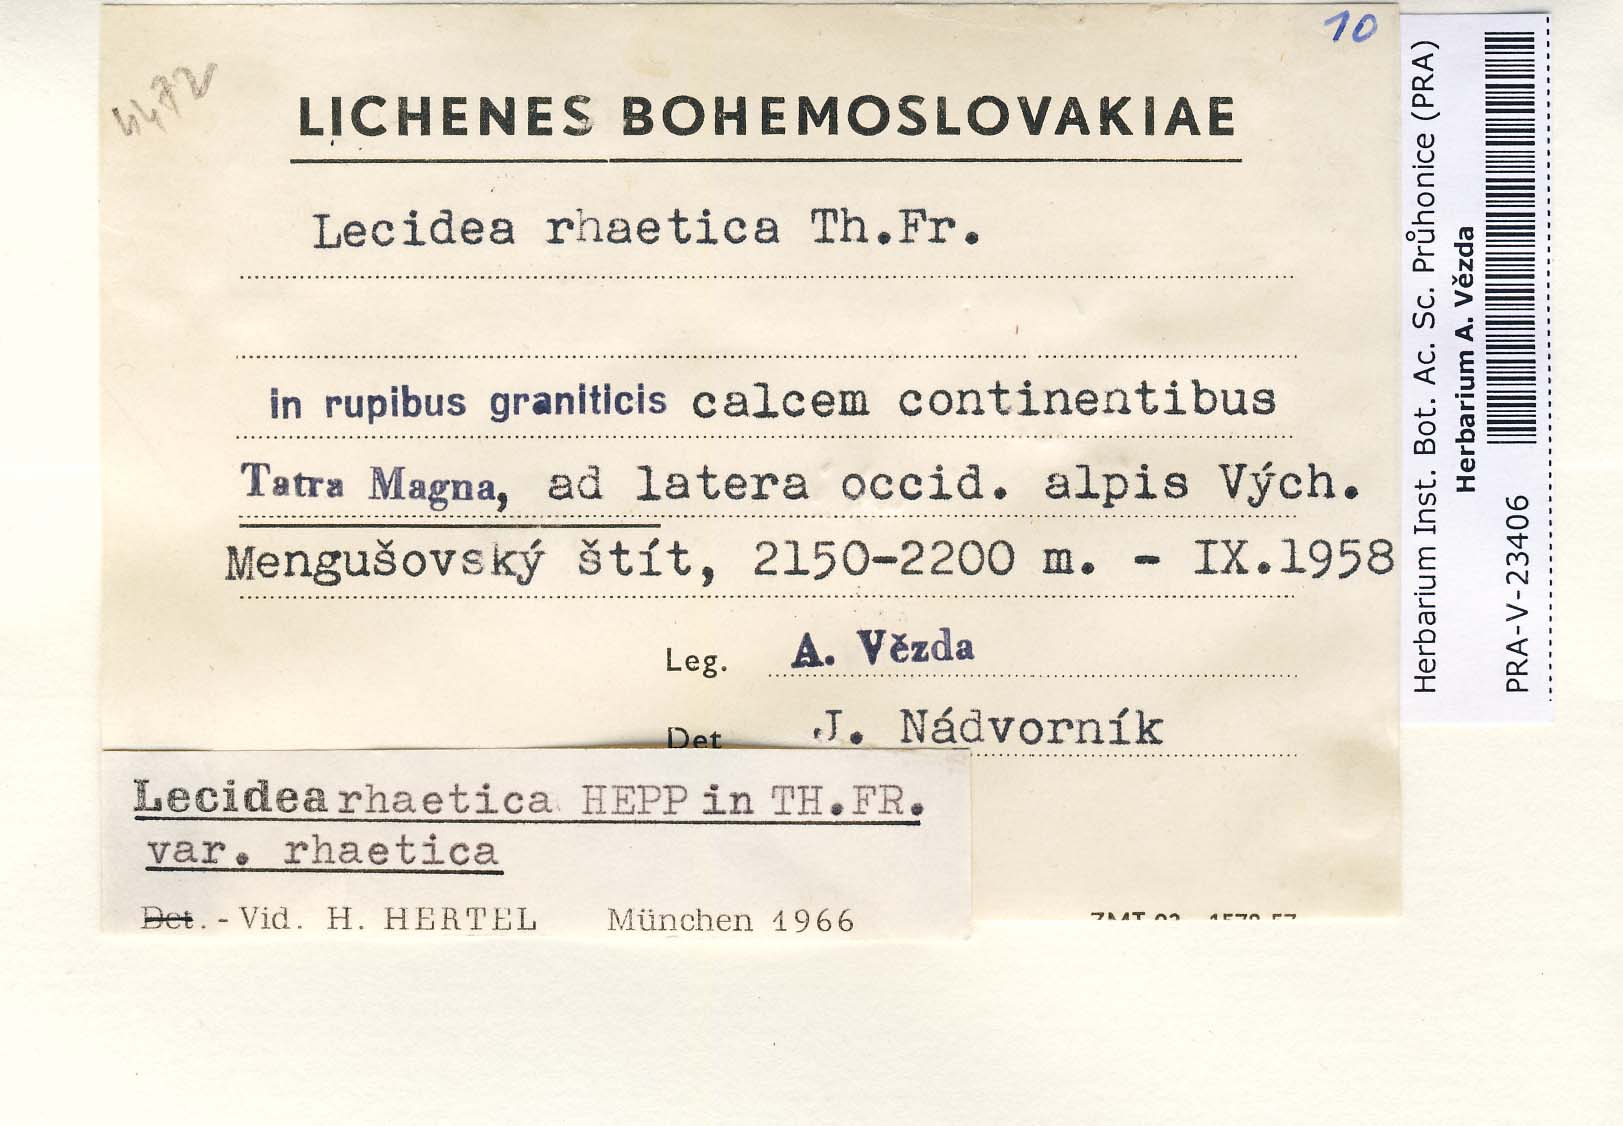 10
4472
LICHENES BOHEMOSLOVAKIAE
Lecidea rhaetica Th.Fr.
in rupibus graniticis calcem continentibus
Tatra Magna, ad latera occid. alpis Vých.
Mengušovský štít, 2150-2200 m. - IX.1958
Leg. A. Vězda
Det J. Nádvorník
Lecidea rhaetica HEPP in TH.FR.
var. rhaetica
Det. - Vid. H. HERTEL München 1966
Herbarium Inst. Bot. Ac. Sc. Průhonice (PRA)
Herbarium A. Vězda
PRA-V-23406